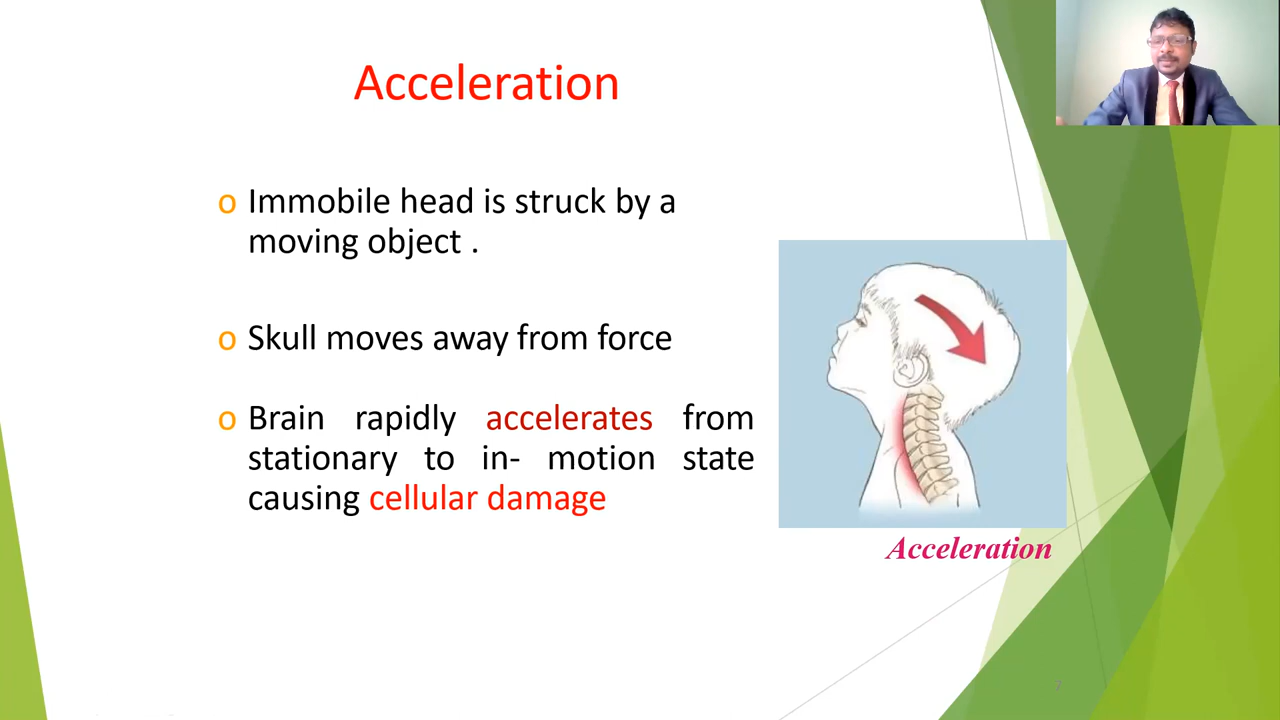 Acceleration
o Immobile head is struck by a
moving object .
o Skull moves away from force
o Brain rapidly accelerates from
stationary to in- motion state
causing cellular damage
Acceleration
7